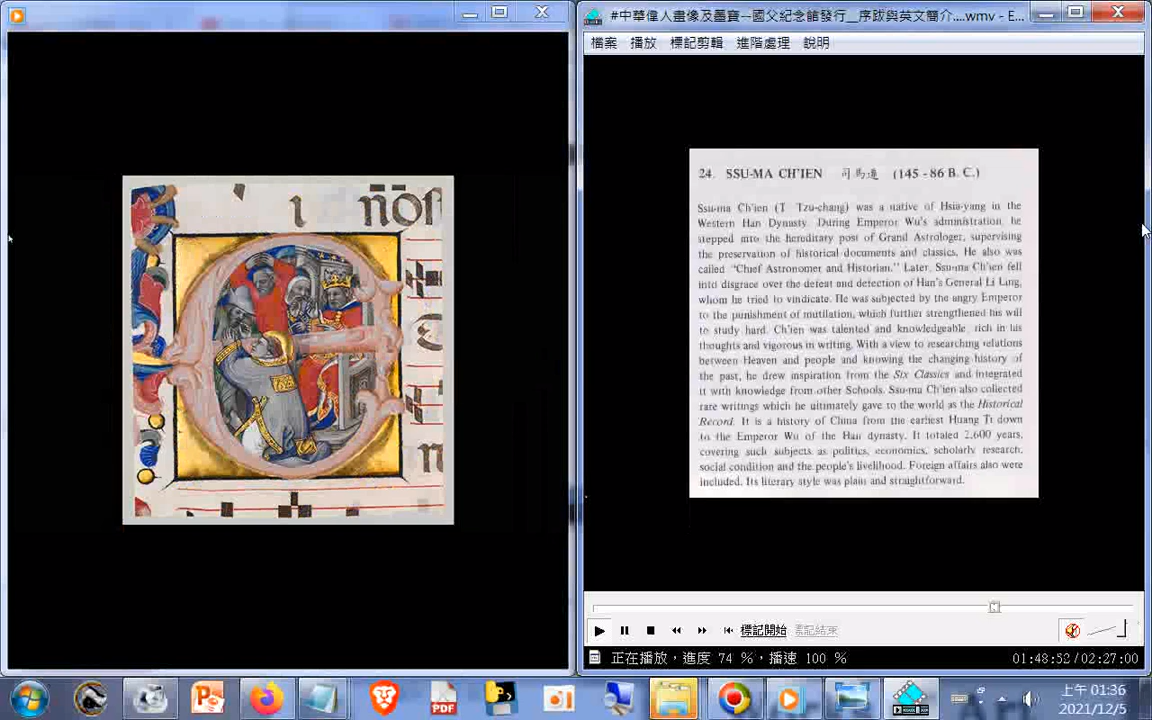 #中華偉人畫像及墨寶--國父紀念館發行__序跋與英文簡介....wmv - E...
檔案 播放 標記剪輯 進階處理 說明
ı nōſ
24. SSU-MA CH'IEN 司馬遷 (145 - 86 B. C.)
Ssu-ma Ch'ien (T. Tzu-chang) was a native of Hsia-yang in the
Western Han Dynasty. During Emperor Wu's administration, he
stepped into the hereditary post of Grand Astrologer, supervising
the preservation of historical documents and classics. He also was
called "Chief Astronomer and Historian." Later, Ssu-ma Ch'ien fell
into disgrace over the defeat and defection of Han's General Li Ling,
whom he tried to vindicate. He was subjected by the angry Emperor
to the punishment of mutilation, which further strengthened his will
to study hard. Ch'ien was talented and knowledgeable, rich in his
thoughts and vigorous in writing. With a view to researching relations
between Heaven and people and knowing the changing history of
the past, he drew inspiration from the Six Classics and integrated
it with knowledge from other Schools. Ssu-ma Ch'ien also collected
rare writings which he ultimately gave to the world as the Historical
Record. It is a history of China from the earliest Huang Ti down
to the Emperor Wu of the Han dynasty. It totaled 2,600 years,
covering such subjects as politics, economics, scholarly research,
social condition and the people's livelihood. Foreign affairs also were
included. Its literary style was plain and straightforward.
標記開始 標記結束
正在播放，進度 74 %，播速 100 % 01:48:52 / 02:27:00
PDF
上午 01:36
2021/12/5